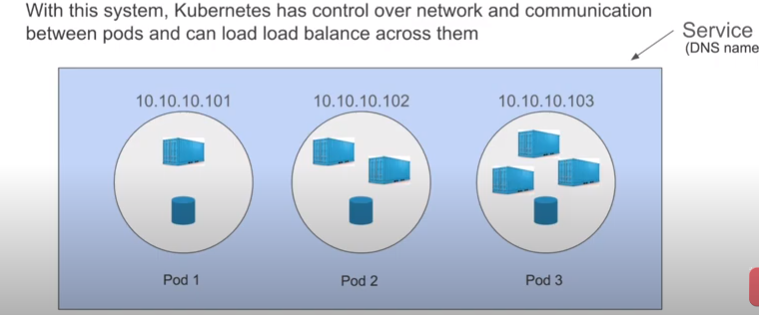 With this system, Kubernetes has control over network and communication
between pods and can load load balance across them
Service
(DNS name
10.10.10.101
10.10.10.102
10.10.10.103
Pod 1
Pod 2
Pod 3